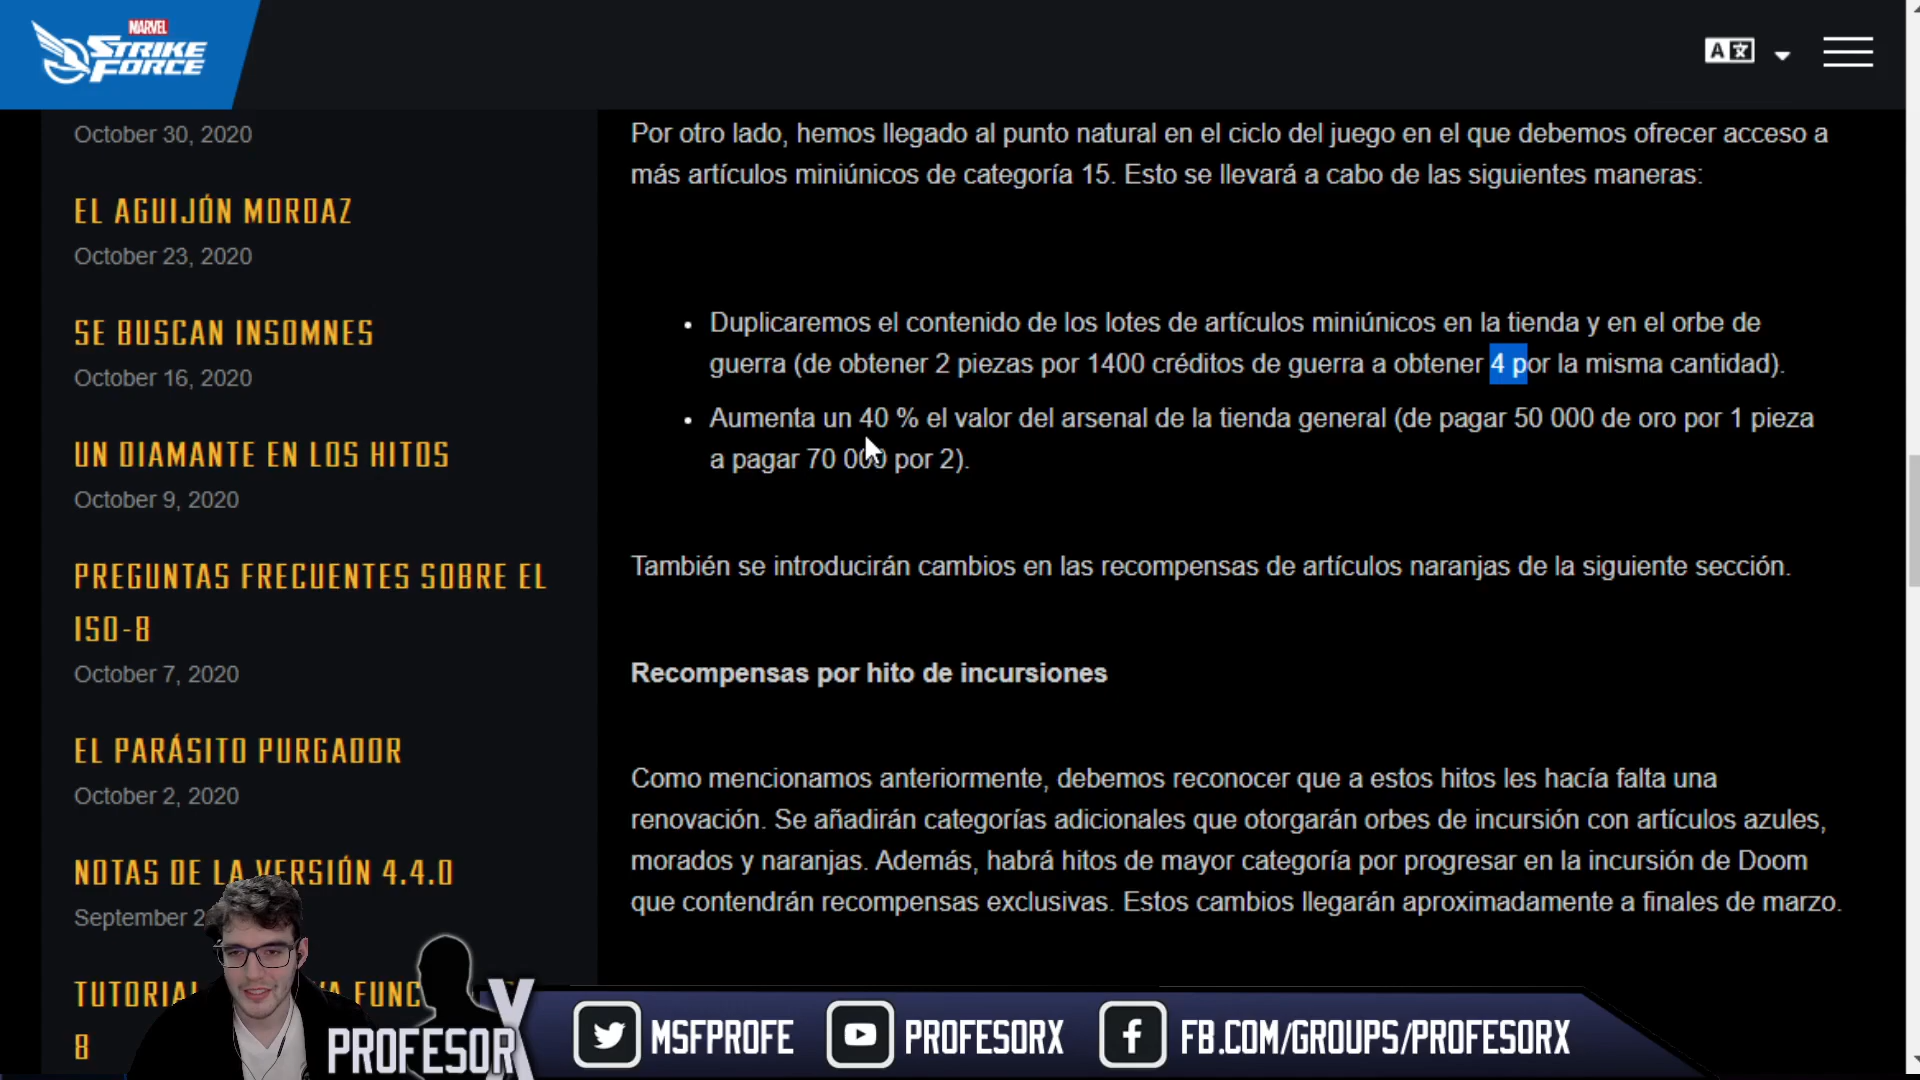 MARVEL
STRIKE
FORCE
October 30, 2020
EL AGUIJÓN MORDAZ
October 23, 2020
SE BUSCAN INSOMNES
October 16, 2020
UN DIAMANTE EN LOS HITOS
October 9, 2020
PREGUNTAS FRECUENTES SOBRE EL
ISO-8
October 7, 2020
EL PARÁSITO PURGADOR
October 2, 2020
NOTAS DE LA VERSIÓN 4.4.0
September 2
TUTORIAL
8
Por otro lado, hemos llegado al punto natural en el ciclo del juego en el que debemos ofrecer acceso a
más artículos miniúnicos de categoría 15. Esto se llevará a cabo de las siguientes maneras:
• Duplicaremos el contenido de los lotes de artículos miniúnicos en la tienda y en el orbe de
guerra (de obtener 2 piezas por 1400 créditos de guerra a obtener 4 por la misma cantidad).
• Aumenta un 40 % el valor del arsenal de la tienda general (de pagar 50 000 de oro por 1 pieza
a pagar 70 000 por 2).
También se introducirán cambios en las recompensas de artículos naranjas de la siguiente sección.
Recompensas por hito de incursiones
Como mencionamos anteriormente, debemos reconocer que a estos hitos les hacía falta una
renovación. Se añadirán categorías adicionales que otorgarán orbes de incursión con artículos azules,
morados y naranjas. Además, habrá hitos de mayor categoría por progresar en la incursión de Doom
que contendrán recompensas exclusivas. Estos cambios llegarán aproximadamente a finales de marzo.
PROFESORX
MSFPROFE
PROFESORX
FB.COM/GROUPS/PROFESORX